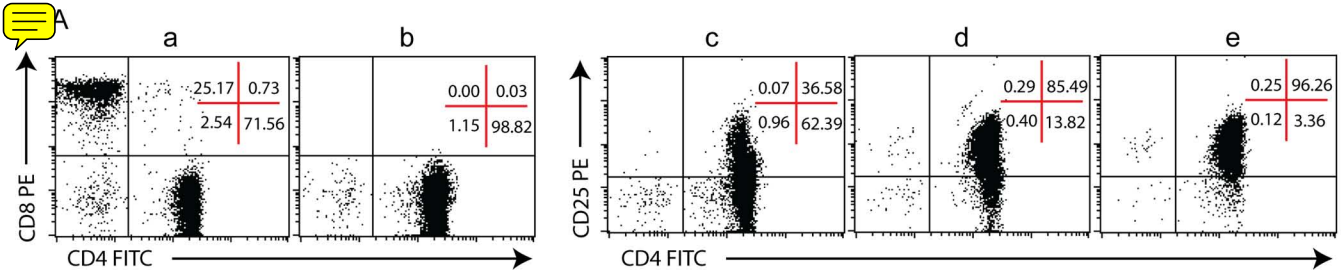 A
a b c d e
25.17 0.73
2.54 71.56
0.00 0.03
1.15 98.82
0.07 36.58
0.96 62.39
0.29 85.49
0.40 13.82
0.25 96.26
0.12 3.36
CD8 PE
CD25 PE
CD4 FITC
CD4 FITC